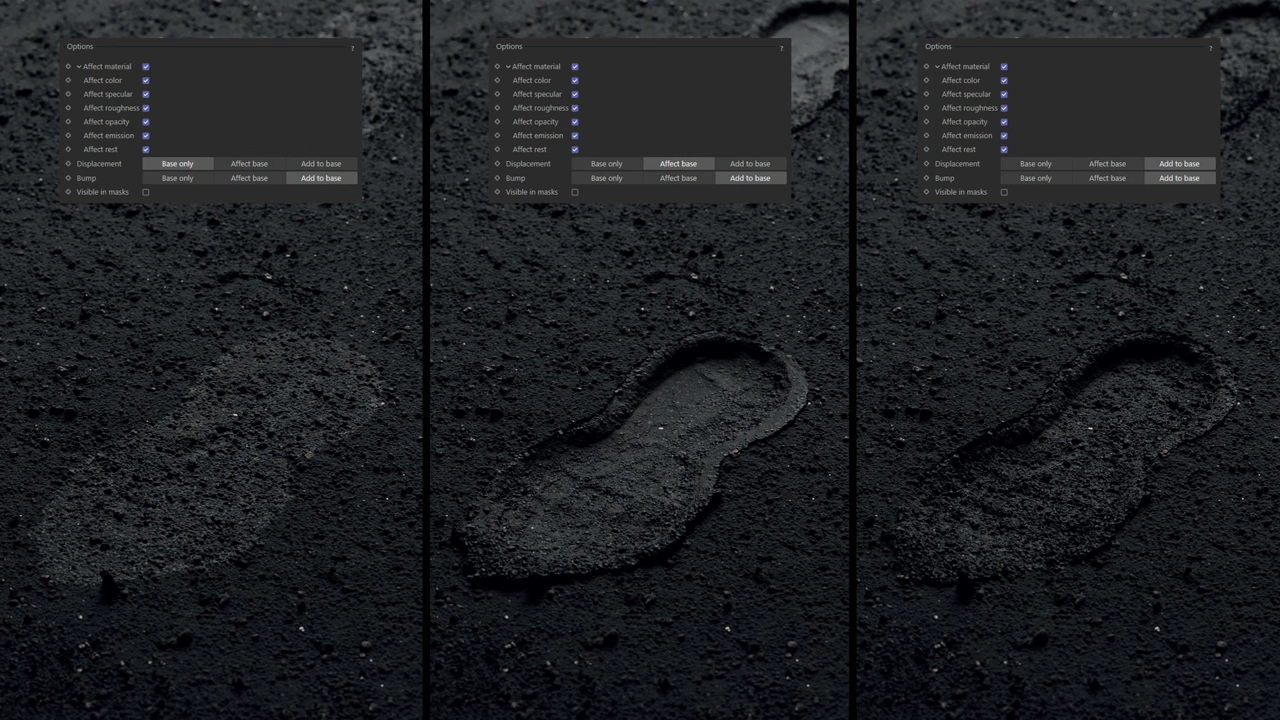 Options
?
Affect material
Affect color
Affect specular
Affect roughness
Affect opacity
Affect emission
Affect rest
Displacement Base only Affect base Add to base
Bump Base only Affect base Add to base
Visible in masks
Options
?
Affect material
Affect color
Affect specular
Affect roughness
Affect opacity
Affect emission
Affect rest
Displacement Base only Affect base Add to base
Bump Base only Affect base Add to base
Visible in masks
Options
?
Affect material
Affect color
Affect specular
Affect roughness
Affect opacity
Affect emission
Affect rest
Displacement Base only Affect base Add to base
Bump Base only Affect base Add to base
Visible in masks